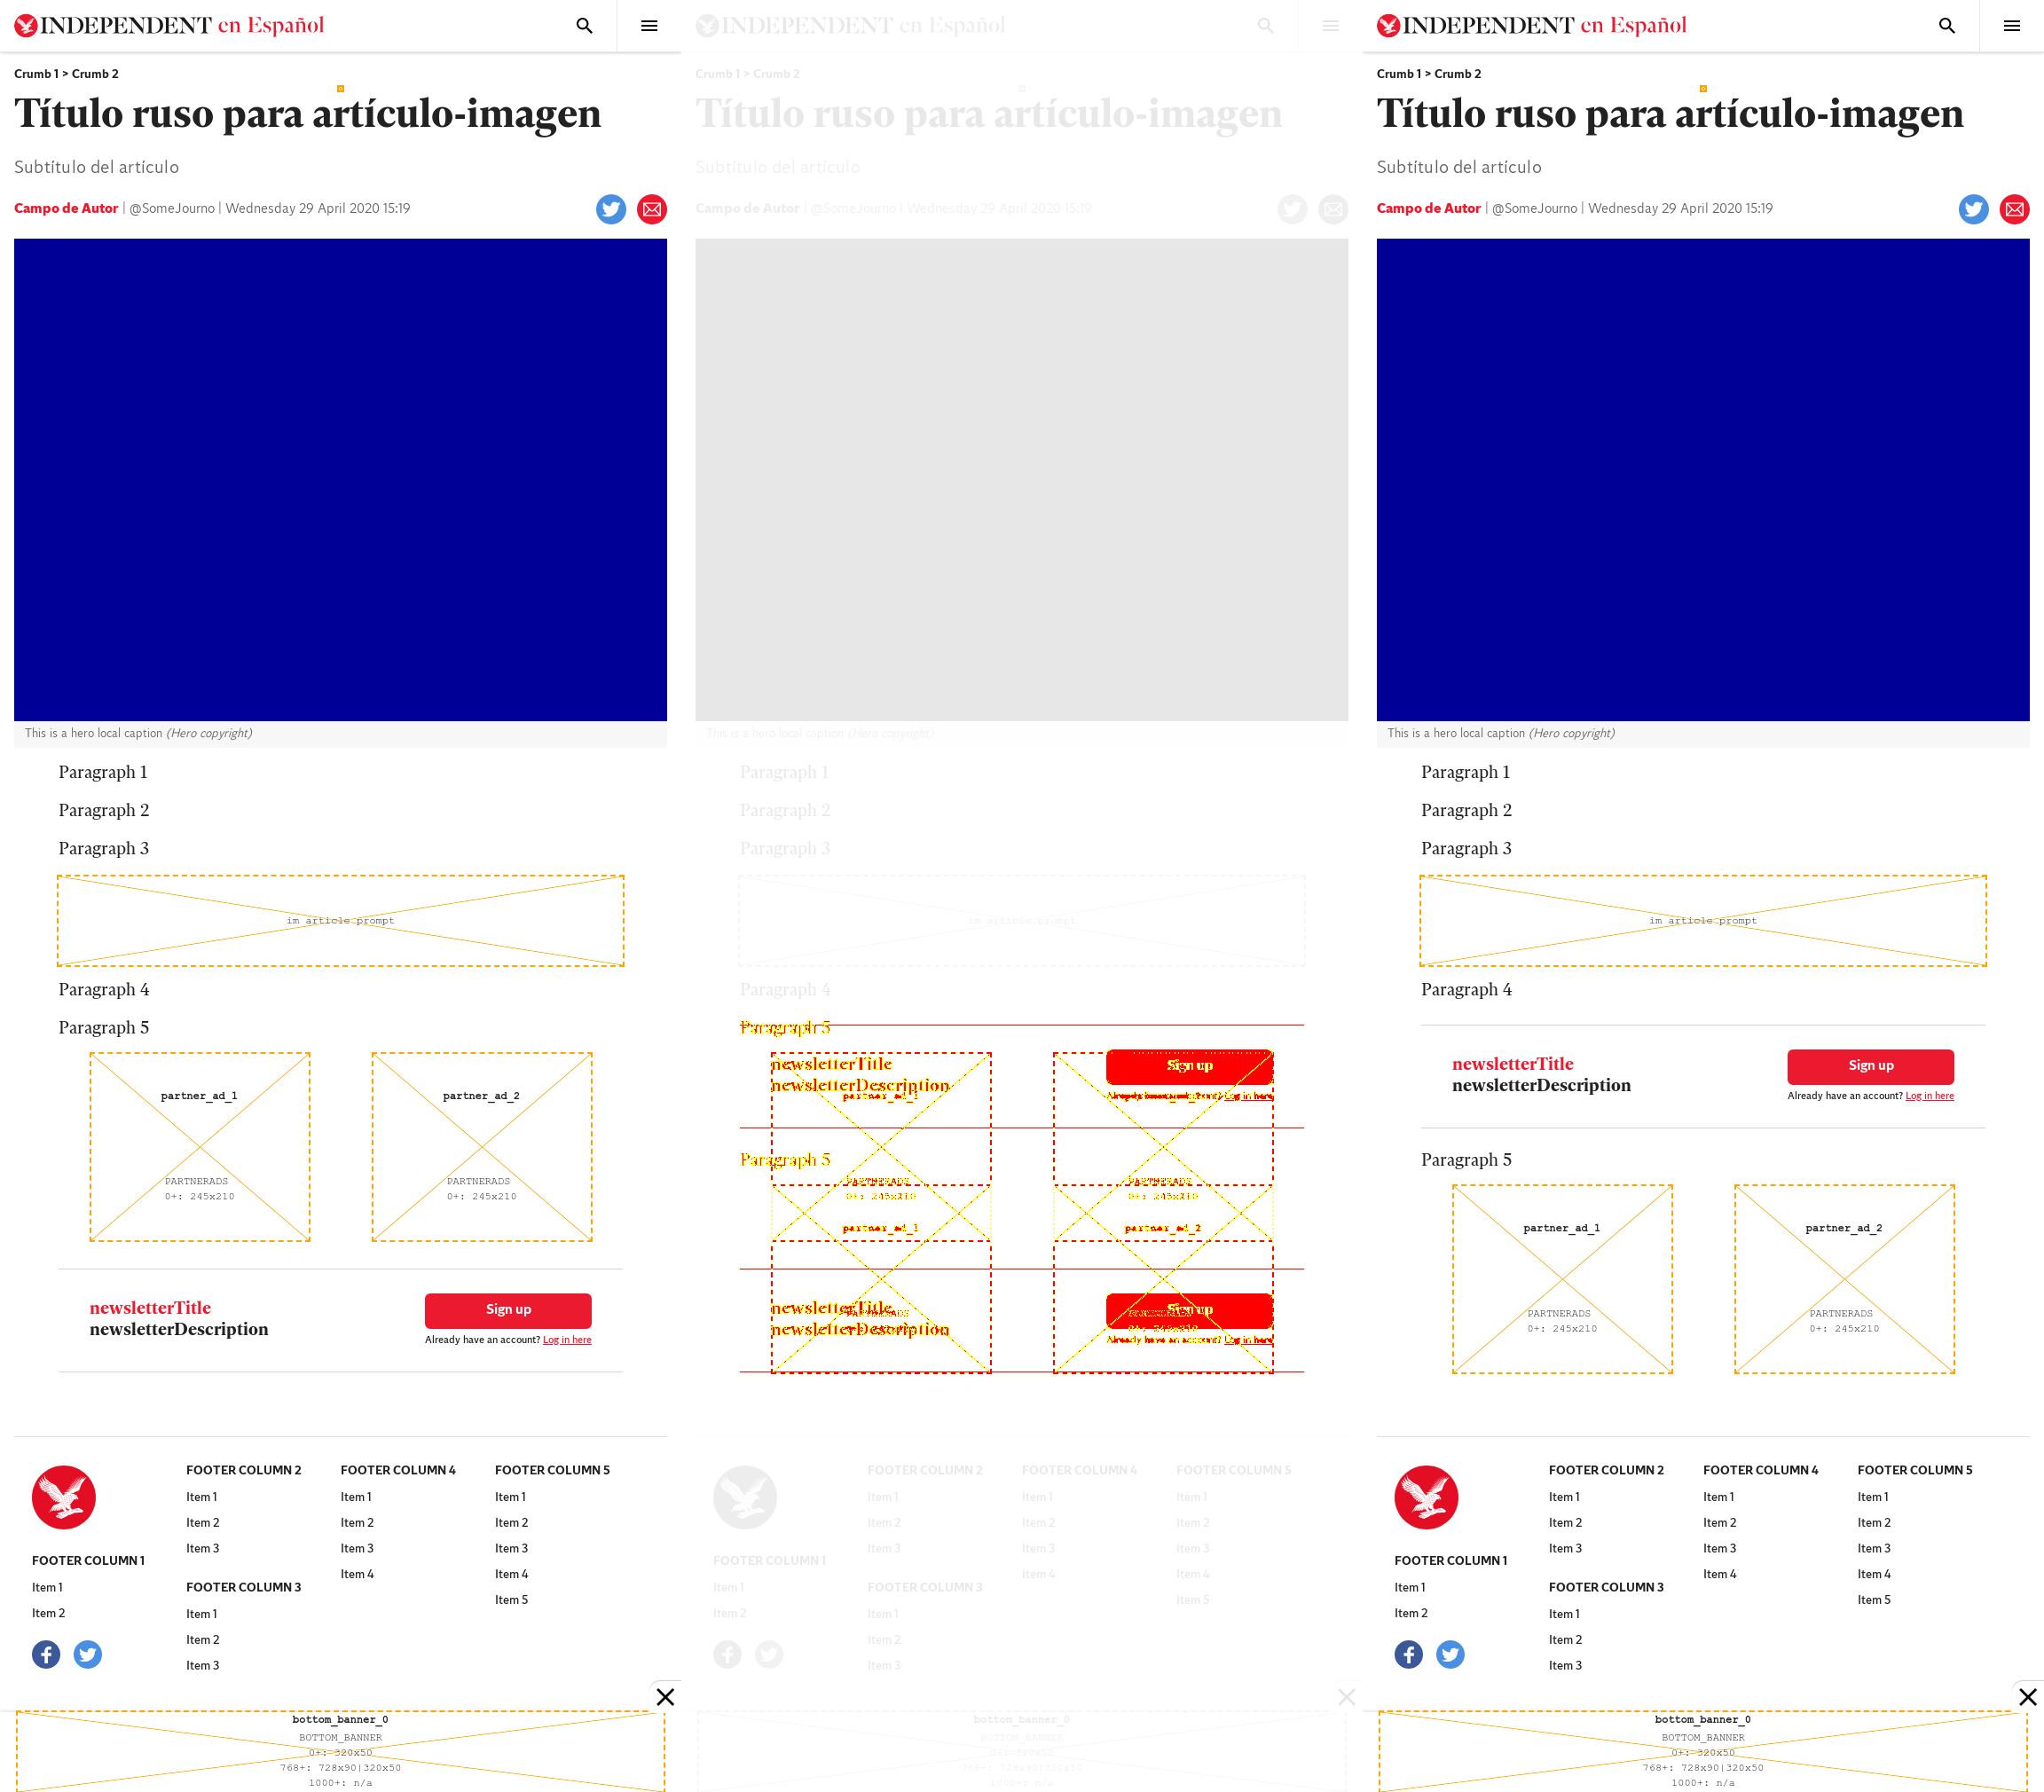 INDEPENDENT en Español
Crumb 1 > Crumb 2
Título ruso para artículo-imagen
Subtítulo del artículo
Campo de Autor | @SomeJourno | Wednesday 29 April 2020 15:19
This is a hero local caption (Hero copyright)
Paragraph 1
Paragraph 2
Paragraph 3
im article prompt
Paragraph 4
Paragraph 5
partner_ad_1
PARTNERADS
0+: 245x210
partner_ad_2
PARTNERADS
0+: 245x210
newsletterTitle
newsletterDescription
Sign up
Already have an account? Log in here
FOOTER COLUMN 1
Item 1
Item 2
FOOTER COLUMN 2
Item 1
Item 2
Item 3
FOOTER COLUMN 3
Item 1
Item 2
Item 3
FOOTER COLUMN 4
Item 1
Item 2
Item 3
Item 4
FOOTER COLUMN 5
Item 1
Item 2
Item 3
Item 4
Item 5
bottom_banner_0
BOTTOM_BANNER
0+: 320x50
768+: 728x90|320x50
1000+: n/a
INDEPENDENT en Español
Crumb 1 > Crumb 2
Título ruso para artículo-imagen
Subtítulo del artículo
Campo de Autor | @SomeJourno | Wednesday 29 April 2020 15:19
This is a hero local caption (Hero copyright)
Paragraph 1
Paragraph 2
Paragraph 3
im article prompt
Paragraph 4
Paragraph 5
newsletterTitle
newsletterDescription
partner_ad_1
Sign up
Log in here
Paragraph 5
PARTNERADS
0+: 245x210
PARTNERADS
0+: 245x210
partner_ad_1
partner_ad_2
newsletterTitle
newsletterDescription
Sign up
Already have an account? Log in here
FOOTER COLUMN 1
Item 1
Item 2
FOOTER COLUMN 2
Item 1
Item 2
Item 3
FOOTER COLUMN 3
Item 1
Item 2
Item 3
FOOTER COLUMN 4
Item 1
Item 2
Item 3
Item 4
FOOTER COLUMN 5
Item 1
Item 2
Item 3
Item 4
Item 5
bottom_banner_0
BOTTOM_BANNER
0+: 320x50
768+: 728x90|320x50
1000+: n/a
INDEPENDENT en Español
Crumb 1 > Crumb 2
Título ruso para artículo-imagen
Subtítulo del artículo
Campo de Autor | @SomeJourno | Wednesday 29 April 2020 15:19
This is a hero local caption (Hero copyright)
Paragraph 1
Paragraph 2
Paragraph 3
im article prompt
Paragraph 4
newsletterTitle
newsletterDescription
Sign up
Already have an account? Log in here
Paragraph 5
partner_ad_1
PARTNERADS
0+: 245x210
partner_ad_2
PARTNERADS
0+: 245x210
FOOTER COLUMN 1
Item 1
Item 2
FOOTER COLUMN 2
Item 1
Item 2
Item 3
FOOTER COLUMN 3
Item 1
Item 2
Item 3
FOOTER COLUMN 4
Item 1
Item 2
Item 3
Item 4
FOOTER COLUMN 5
Item 1
Item 2
Item 3
Item 4
Item 5
bottom_banner_0
BOTTOM_BANNER
0+: 320x50
768+: 728x90|320x50
1000+: n/a